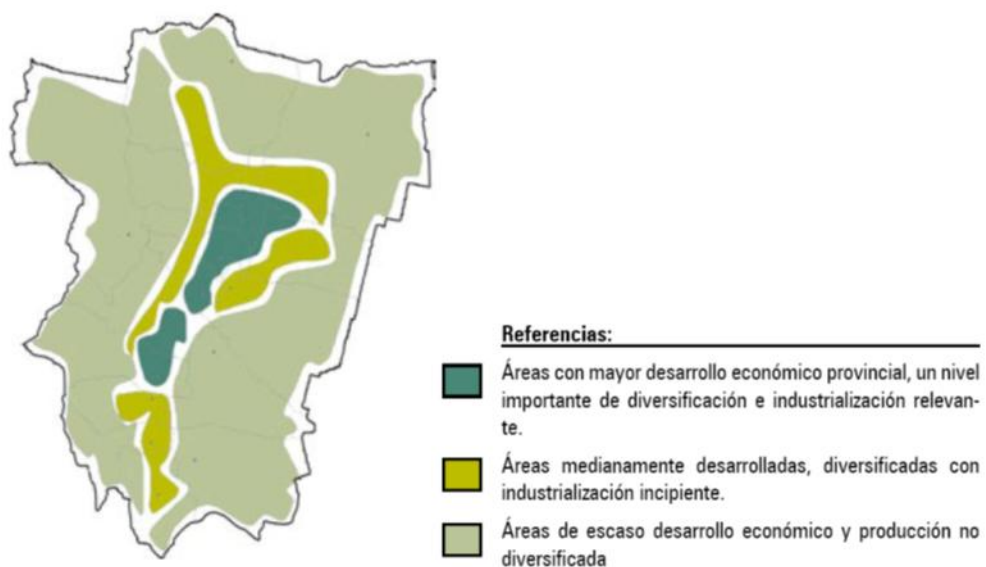 Referencias:
Áreas con mayor desarrollo económico provincial, un nivel
importante de diversificación e industrialización relevan-
te.
Áreas medianamente desarrolladas, diversificadas con
industrialización incipiente.
Áreas de escaso desarrollo económico y producción no
diversificada